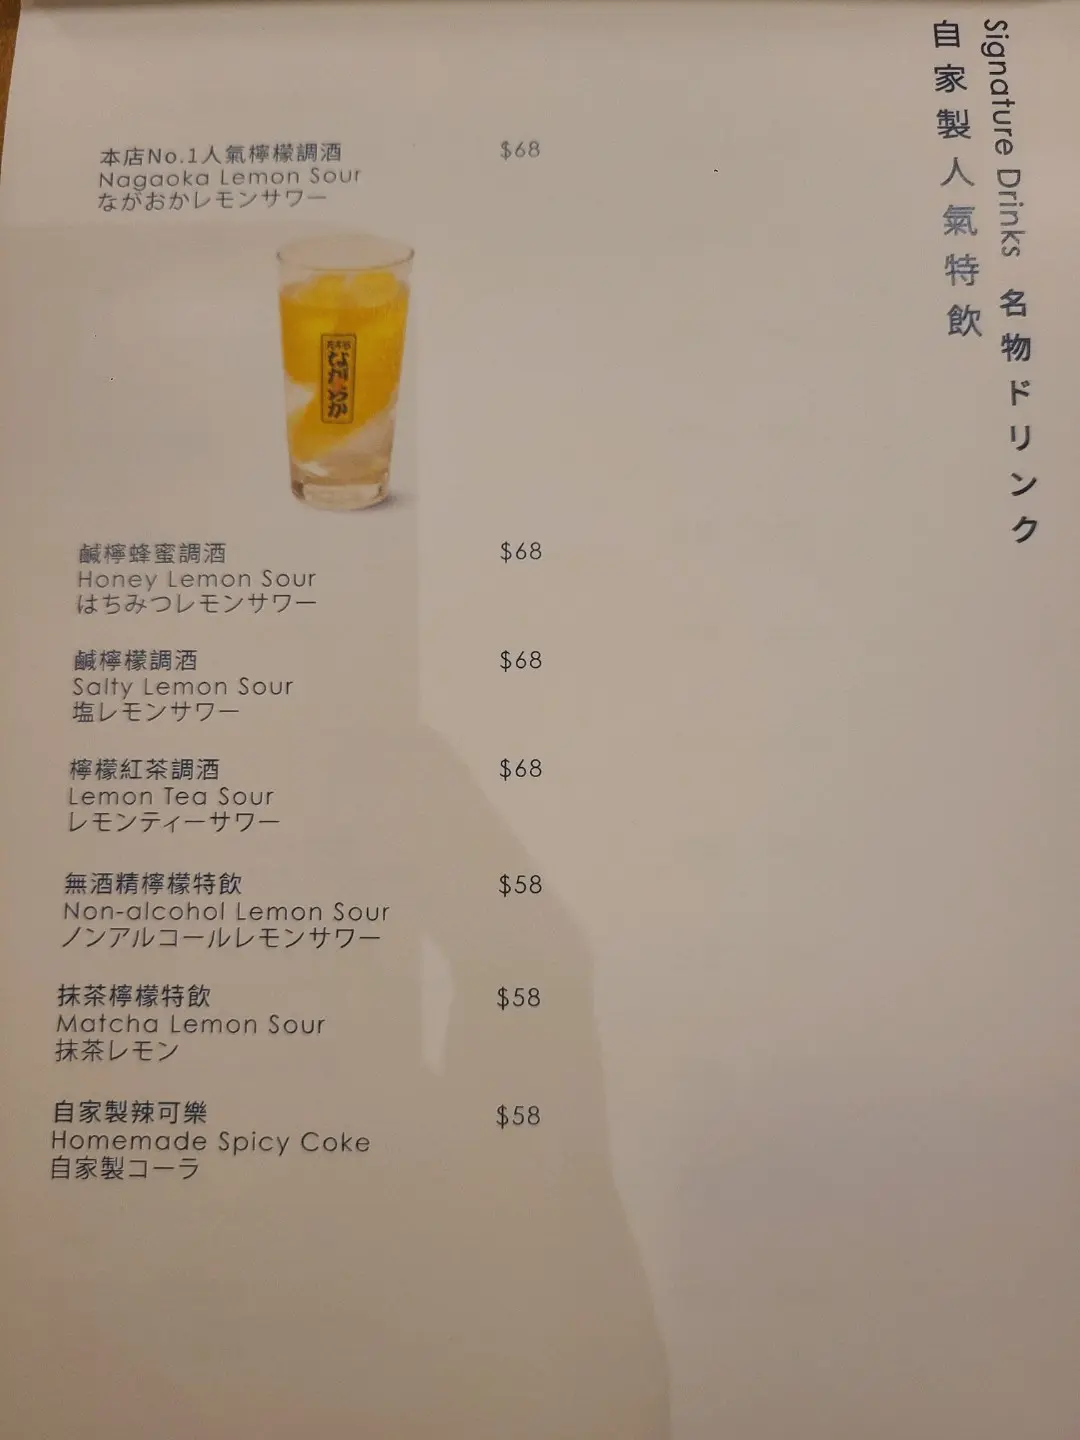 Signature Drinks 名物ドリンク
自家製人氣特飲
本店No.1人氣檸檬調酒 $68
Nagaoka Lemon Sour
ながおかレモンサワー
ながおか
鹹檸蜂蜜調酒 $68
Honey Lemon Sour
はちみつレモンサワー
鹹檸檬調酒 $68
Salty Lemon Sour
塩レモンサワー
檸檬紅茶調酒 $68
Lemon Tea Sour
レモンティーサワー
無酒精檸檬特飲 $58
Non-alcohol Lemon Sour
ノンアルコールレモンサワー
抹茶檸檬特飲 $58
Matcha Lemon Sour
抹茶レモン
自家製辣可樂 $58
Homemade Spicy Coke
自家製コーラ